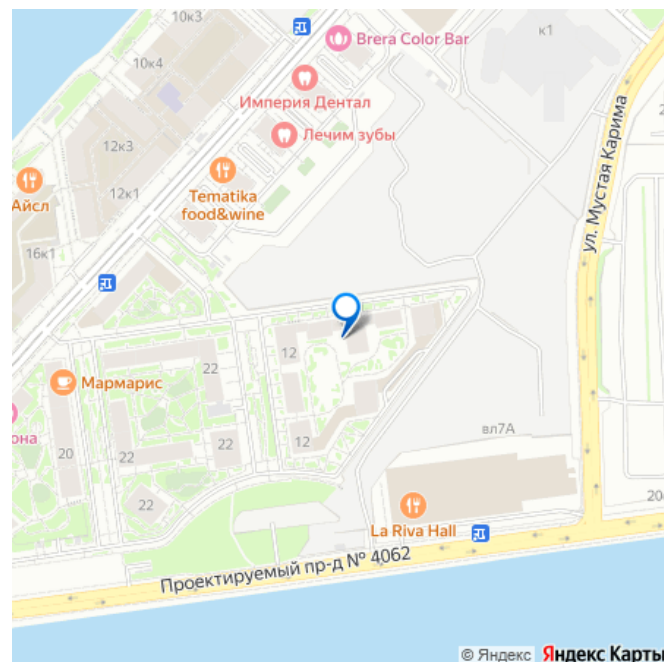 к1
Brera Color Bar
10к3
10к4
Империя Дентал
Лечим зубы
12к3
12к1
Айсл
Tematika
food&wine
16к1
ул. Мустая Карима
12
22
Мармарис
она
20
22
22
22
12
вл7А
La Riva Hall
Проектируемый пр-д № 4062
© Яндекс Яндекс Карты